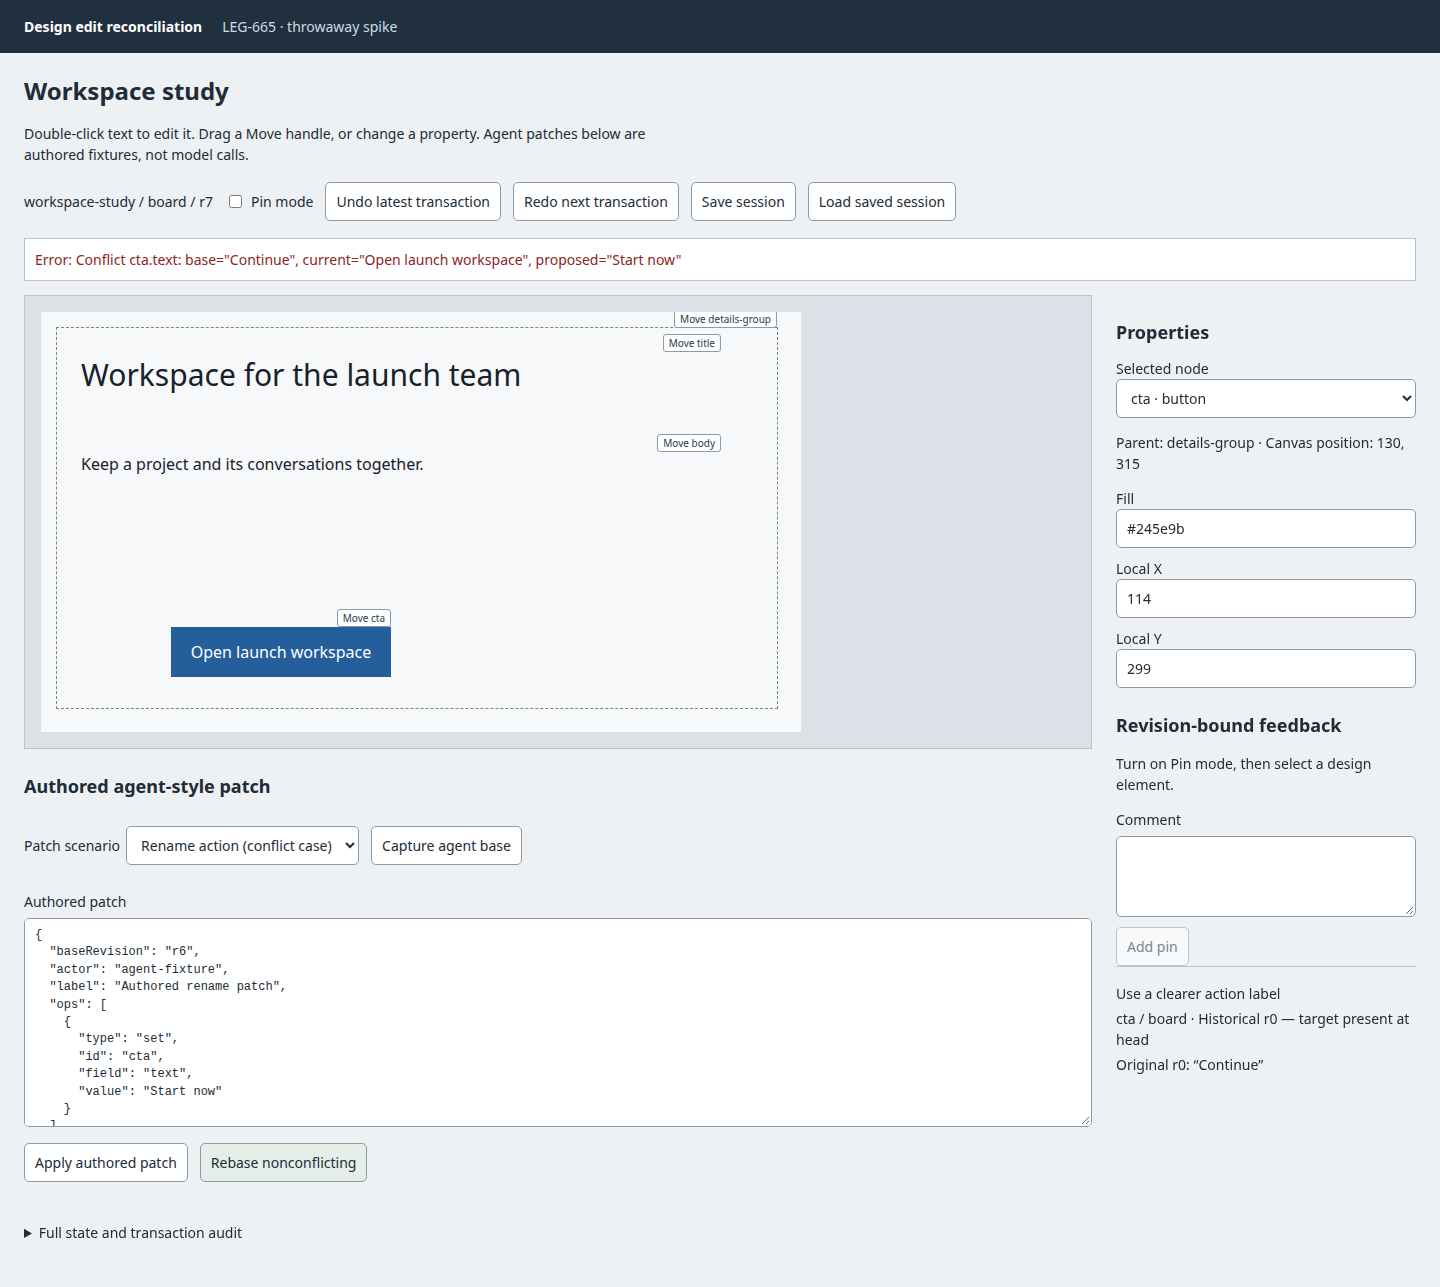 Design edit reconciliation LEG-665 · throwaway spike
Workspace study
Double-click text to edit it. Drag a Move handle, or change a property. Agent patches below are
authored fixtures, not model calls.
workspace-study / board / r7 Pin mode Undo latest transaction Redo next transaction Save session Load saved session
Error: Conflict cta.text: base="Continue", current="Open launch workspace", proposed="Start now"
Move details-group
Move title
Workspace for the launch team
Move body
Keep a project and its conversations together.
Move cta
Open launch workspace
Properties
Selected node
cta · button
Parent: details-group · Canvas position: 130,
315
Fill
#245e9b
Local X
114
Local Y
299
Revision-bound feedback
Turn on Pin mode, then select a design
element.
Comment
Add pin
Use a clearer action label
cta / board · Historical r0 — target present at
head
Original r0: “Continue”
Authored agent-style patch
Patch scenario Rename action (conflict case) Capture agent base
Authored patch
{
  "baseRevision": "r6",
  "actor": "agent-fixture",
  "label": "Authored rename patch",
  "ops": [
    {
      "type": "set",
      "id": "cta",
      "field": "text",
      "value": "Start now"
    }
  ]
Apply authored patch Rebase nonconflicting
Full state and transaction audit